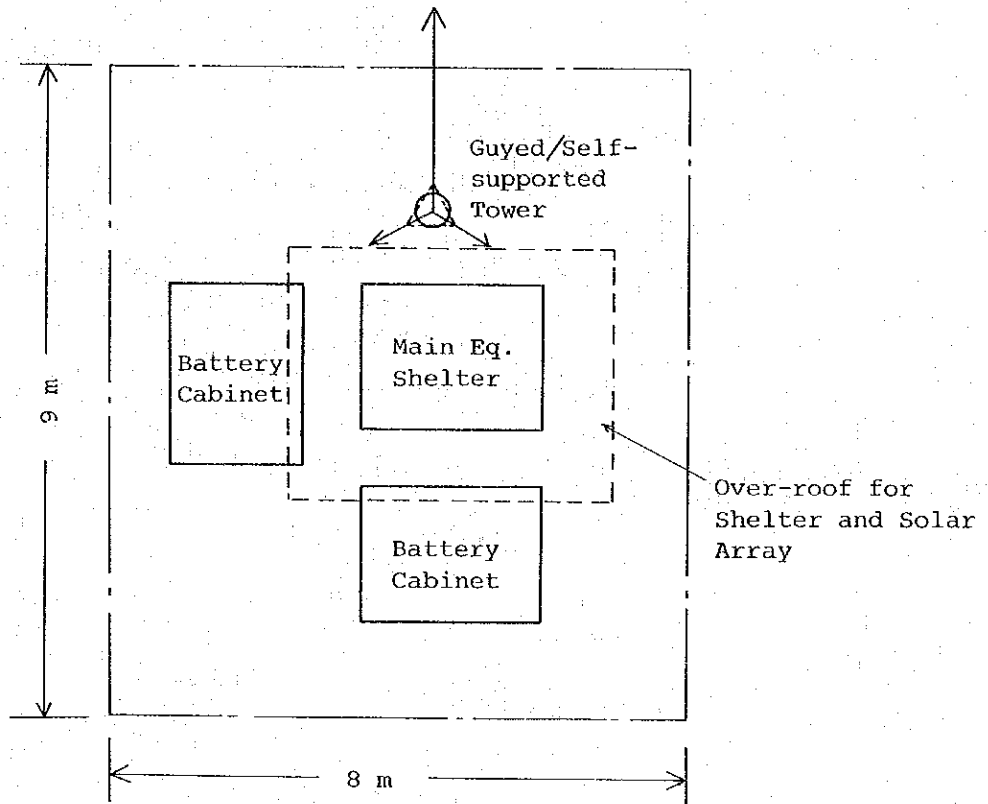 Guyed/Self-
supported
Tower
Battery
Cabinet
Main Eq.
Shelter
9 m
Over-roof for
Shelter and Solar
Array
Battery
Cabinet
8 m